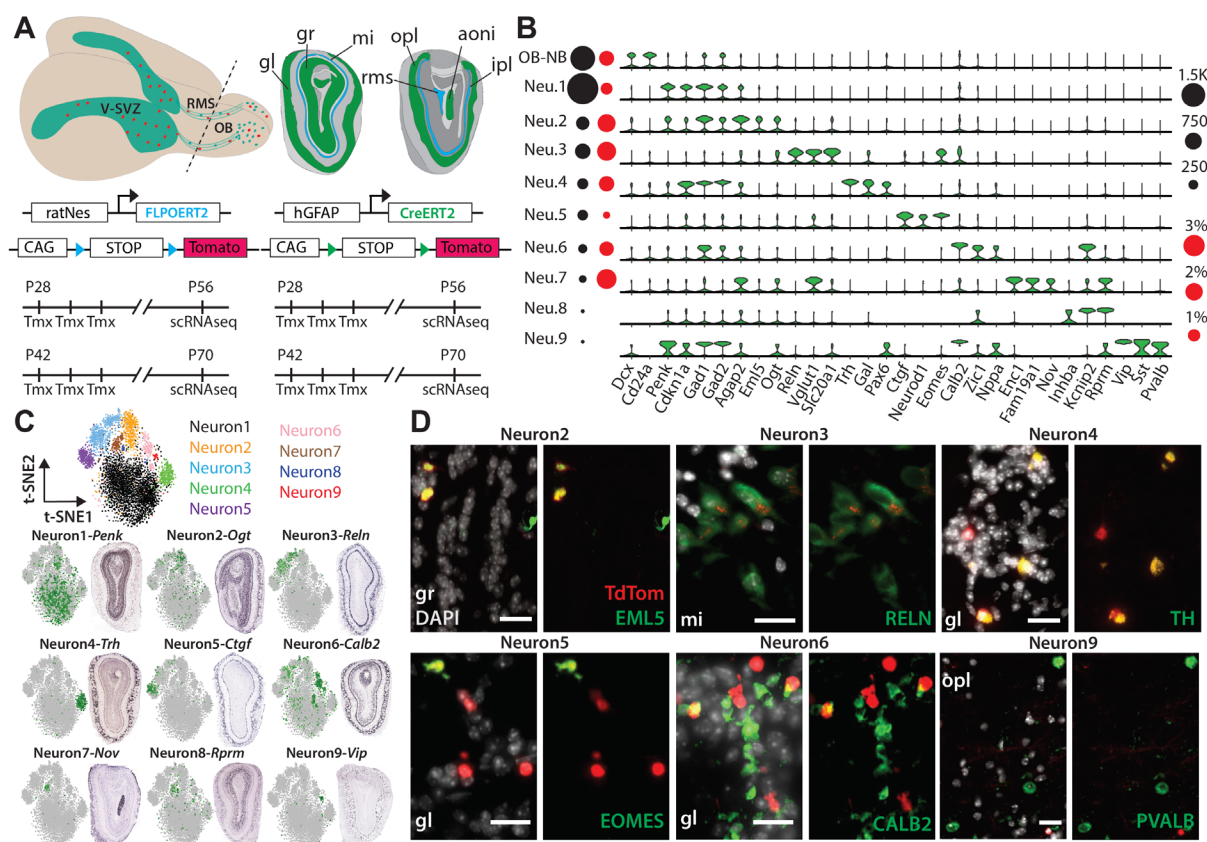 A
gl
gr
mi
opl
aoni
rms
ipl
V-SVZ
RMS
OB
ratNes
FLPOERT2
hGFAP
CreERT2
CAG
STOP
Tomato
CAG
STOP
Tomato
P28
P56
P28
P56
Tmx Tmx Tmx
scRNAseq
Tmx Tmx Tmx
scRNAseq
P42
P70
P42
P70
Tmx Tmx Tmx
scRNAseq
Tmx Tmx Tmx
scRNAseq
B
OB-NB
Neu.1
Neu.2
Neu.3
Neu.4
Neu.5
Neu.6
Neu.7
Neu.8
Neu.9
1.5K
750
250
3%
2%
1%
Dcx
Cd24a
Penk
Cdkn1a
Gad1
Gad2
Agap2
Eml5
Ogt
Reln
Vglut1
Slc20a1
Trh
Gal
Pax6
Ctgf
Neurod1
Eomes
Calb2
Zic1
Nppa
Enc1
Fam19a1
Nov
Inhba
Kcnip2
Rprm
Vip
Sst
Pvalb
C
t-SNE2
t-SNE1
Neuron1
Neuron2
Neuron3
Neuron4
Neuron5
Neuron6
Neuron7
Neuron8
Neuron9
Neuron1-Penk
Neuron2-Ogt
Neuron3-Reln
Neuron4-Trh
Neuron5-Ctgf
Neuron6-Calb2
Neuron7-Nov
Neuron8-Rprm
Neuron9-Vip
D
Neuron2
Neuron3
Neuron4
gr
DAPI
TdTom
EML5
mi
RELN
gl
TH
Neuron5
Neuron6
Neuron9
gl
EOMES
gl
CALB2
opl
PVALB